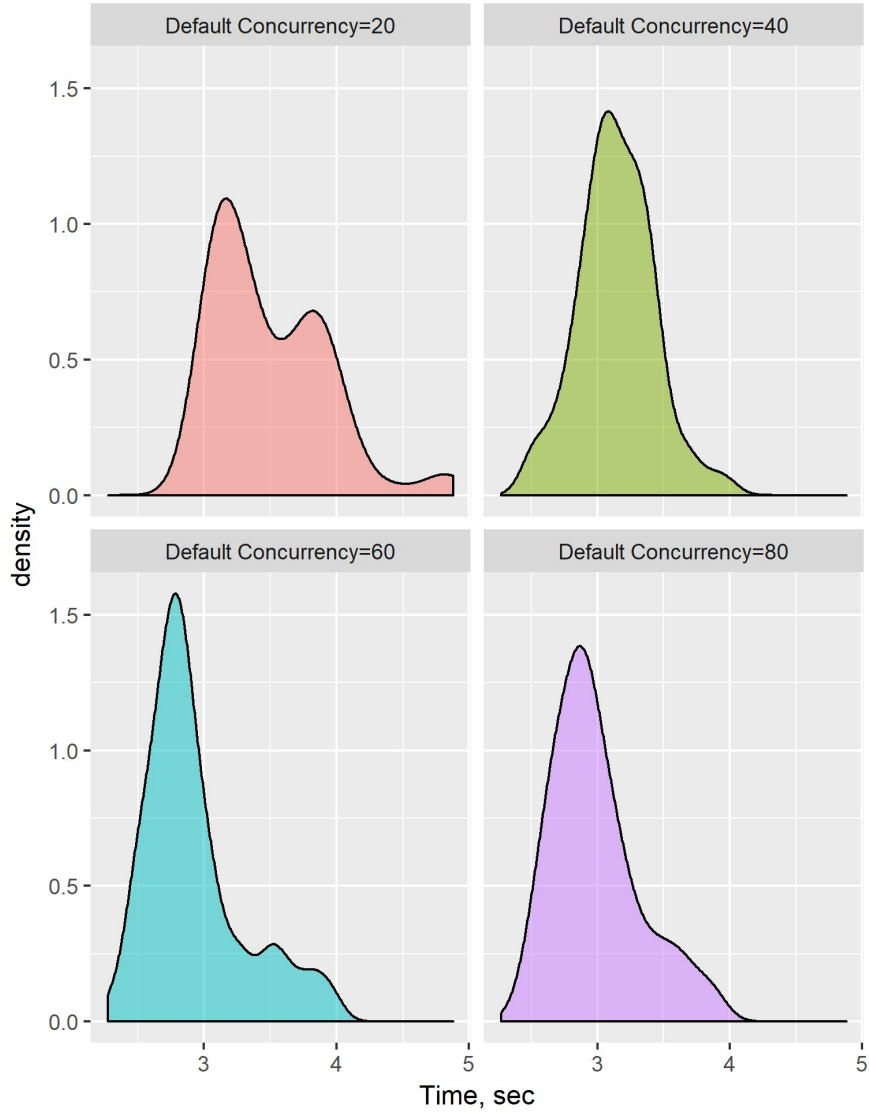 Default Concurrency=20
Default Concurrency=40
1.5
1.0
0.5
0.0
density
Default Concurrency=60
Default Concurrency=80
1.5
1.0
0.5
0.0
3 4 5 3 4 5
Time, sec